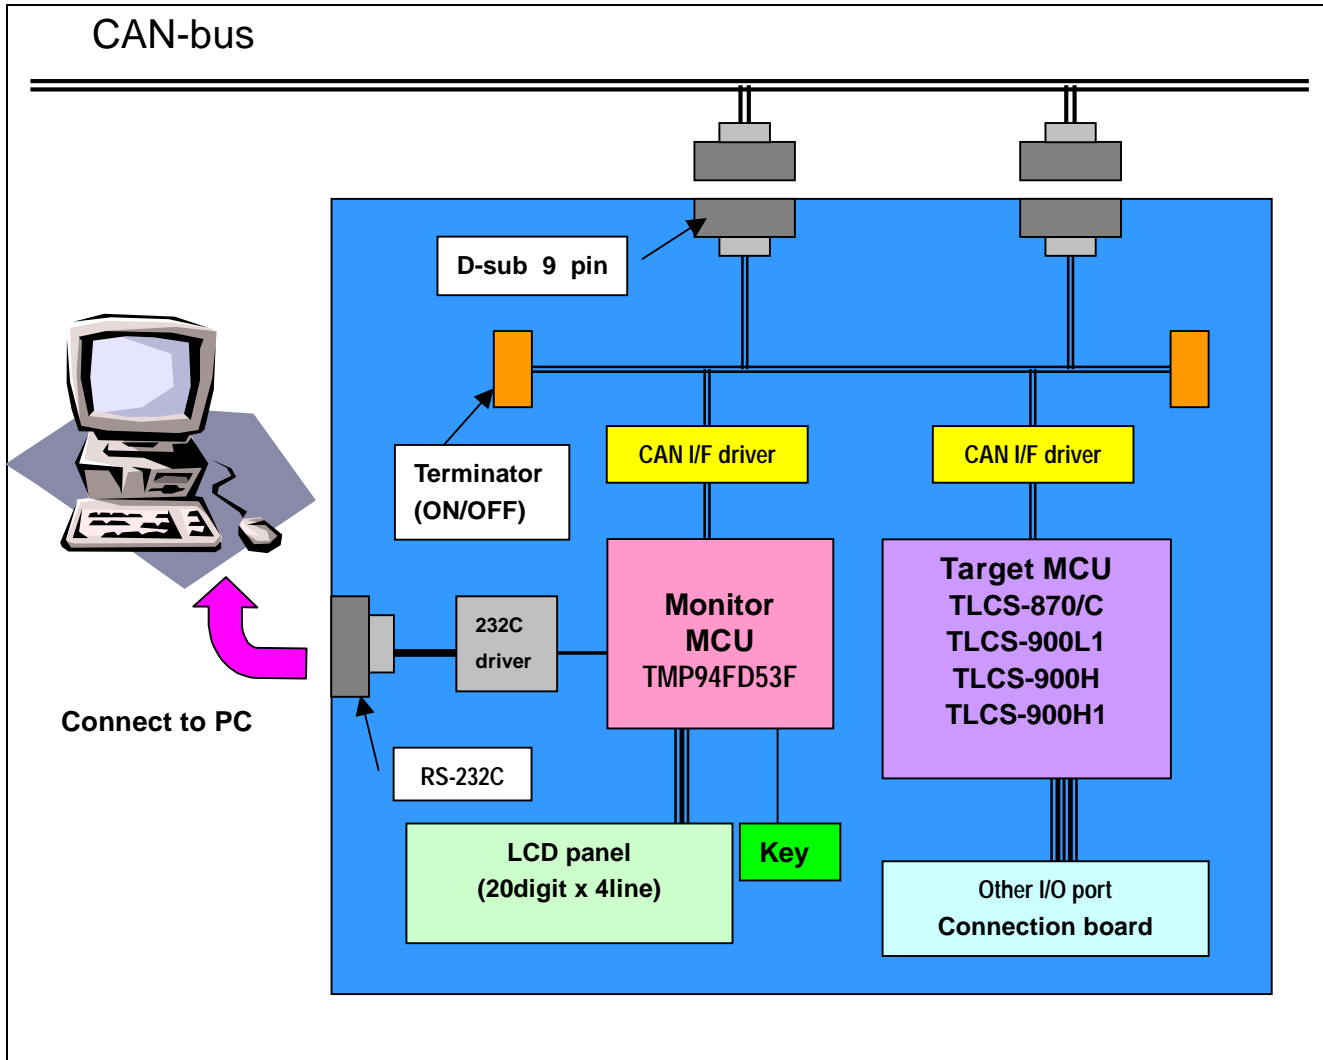 CAN-bus
D-sub 9 pin
Terminator
(ON/OFF)
CAN I/F driver
CAN I/F driver
232C
driver
Monitor
MCU
TMP94FD53F
Target MCU
TLCS-870/C
TLCS-900L1
TLCS-900H
TLCS-900H1
Connect to PC
RS-232C
LCD panel
(20digit x 4line)
Key
Other I/O port
Connection board